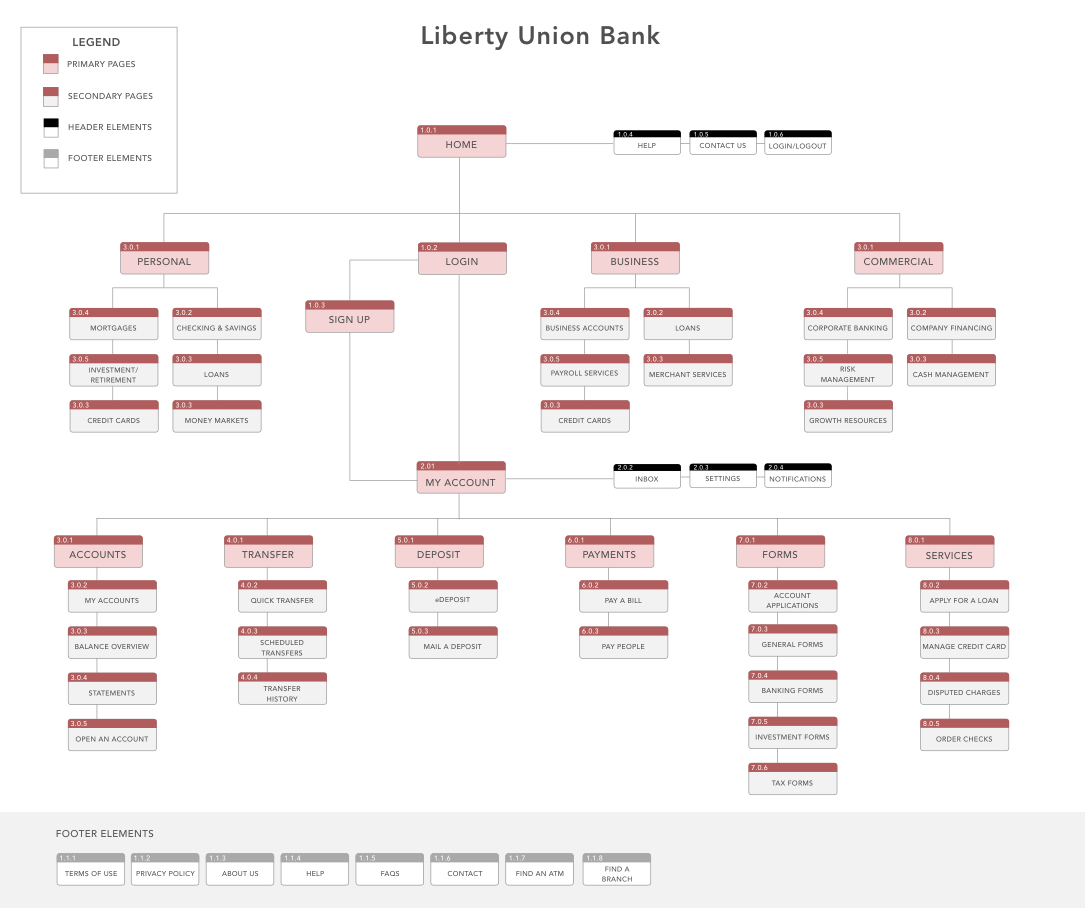 Liberty Union Bank
LEGEND
PRIMARY PAGES
SECONDARY PAGES
HEADER ELEMENTS
FOOTER ELEMENTS
1.0.1
HOME
1.0.4
HELP
1.0.5
CONTACT US
1.0.6
LOGIN/LOGOUT
3.0.1
PERSONAL
1.0.2
LOGIN
3.0.1
BUSINESS
3.0.1
COMMERCIAL
1.0.3
SIGN UP
3.0.4
MORTGAGES
3.0.2
CHECKING & SAVINGS
3.0.5
INVESTMENT/
RETIREMENT
3.0.3
LOANS
3.0.3
CREDIT CARDS
3.0.3
MONEY MARKETS
3.0.4
BUSINESS ACCOUNTS
3.0.2
LOANS
3.0.5
PAYROLL SERVICES
3.0.3
MERCHANT SERVICES
3.0.3
CREDIT CARDS
3.0.4
CORPORATE BANKING
3.0.2
COMPANY FINANCING
3.0.5
RISK
MANAGEMENT
3.0.3
CASH MANAGEMENT
3.0.3
GROWTH RESOURCES
2.01
MY ACCOUNT
2.0.2
INBOX
2.0.3
SETTINGS
2.0.4
NOTIFICATIONS
3.0.1
ACCOUNTS
3.0.2
MY ACCOUNTS
3.0.3
BALANCE OVERVIEW
3.0.4
STATEMENTS
3.0.5
OPEN AN ACCOUNT
4.0.1
TRANSFER
4.0.2
QUICK TRANSFER
4.0.3
SCHEDULED
TRANSFERS
4.0.4
TRANSFER
HISTORY
5.0.1
DEPOSIT
5.0.2
eDEPOSIT
5.0.3
MAIL A DEPOSIT
6.0.1
PAYMENTS
6.0.2
PAY A BILL
6.0.3
PAY PEOPLE
7.0.1
FORMS
7.0.2
ACCOUNT
APPLICATIONS
7.0.3
GENERAL FORMS
7.0.4
BANKING FORMS
7.0.5
INVESTMENT FORMS
7.0.6
TAX FORMS
8.0.1
SERVICES
8.0.2
APPLY FOR A LOAN
8.0.3
MANAGE CREDIT CARD
8.0.4
DISPUTED CHARGES
8.0.5
ORDER CHECKS
FOOTER ELEMENTS
1.1.1
TERMS OF USE
1.1.2
PRIVACY POLICY
1.1.3
ABOUT US
1.1.4
HELP
1.1.5
FAQS
1.1.6
CONTACT
1.1.7
FIND AN ATM
1.1.8
FIND A
BRANCH